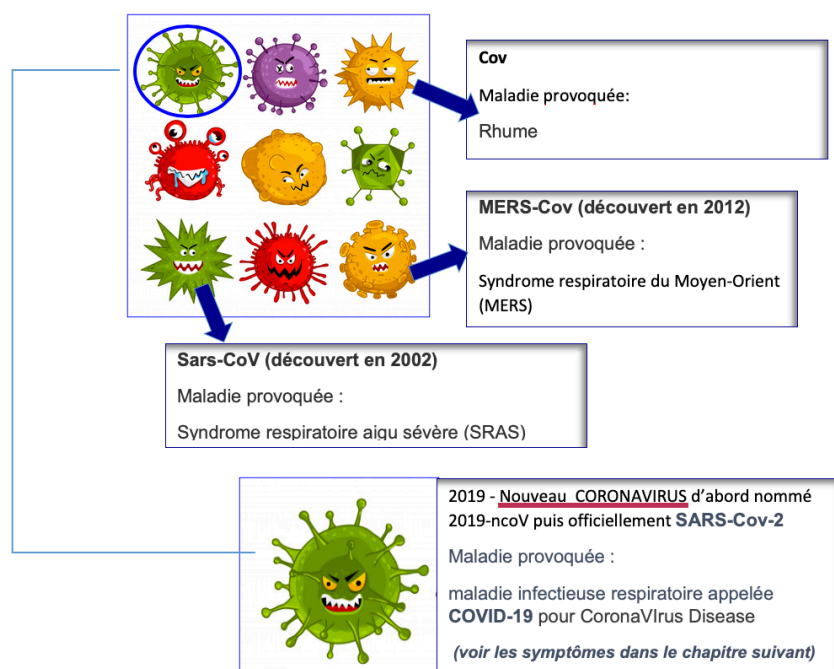 Cov
Maladie provoquée:
Rhume
MERS-Cov (découvert en 2012)
Maladie provoquée :
Syndrome respiratoire du Moyen-Orient
(MERS)
Sars-CoV (découvert en 2002)
Maladie provoquée :
Syndrome respiratoire aigu sévère (SRAS)
2019 - Nouveau CORONAVIRUS d’abord nommé
2019-ncoV puis officiellement SARS-Cov-2
Maladie provoquée :
maladie infectieuse respiratoire appelée
COVID-19 pour CoronaVIrus Disease
(voir les symptômes dans le chapitre suivant)